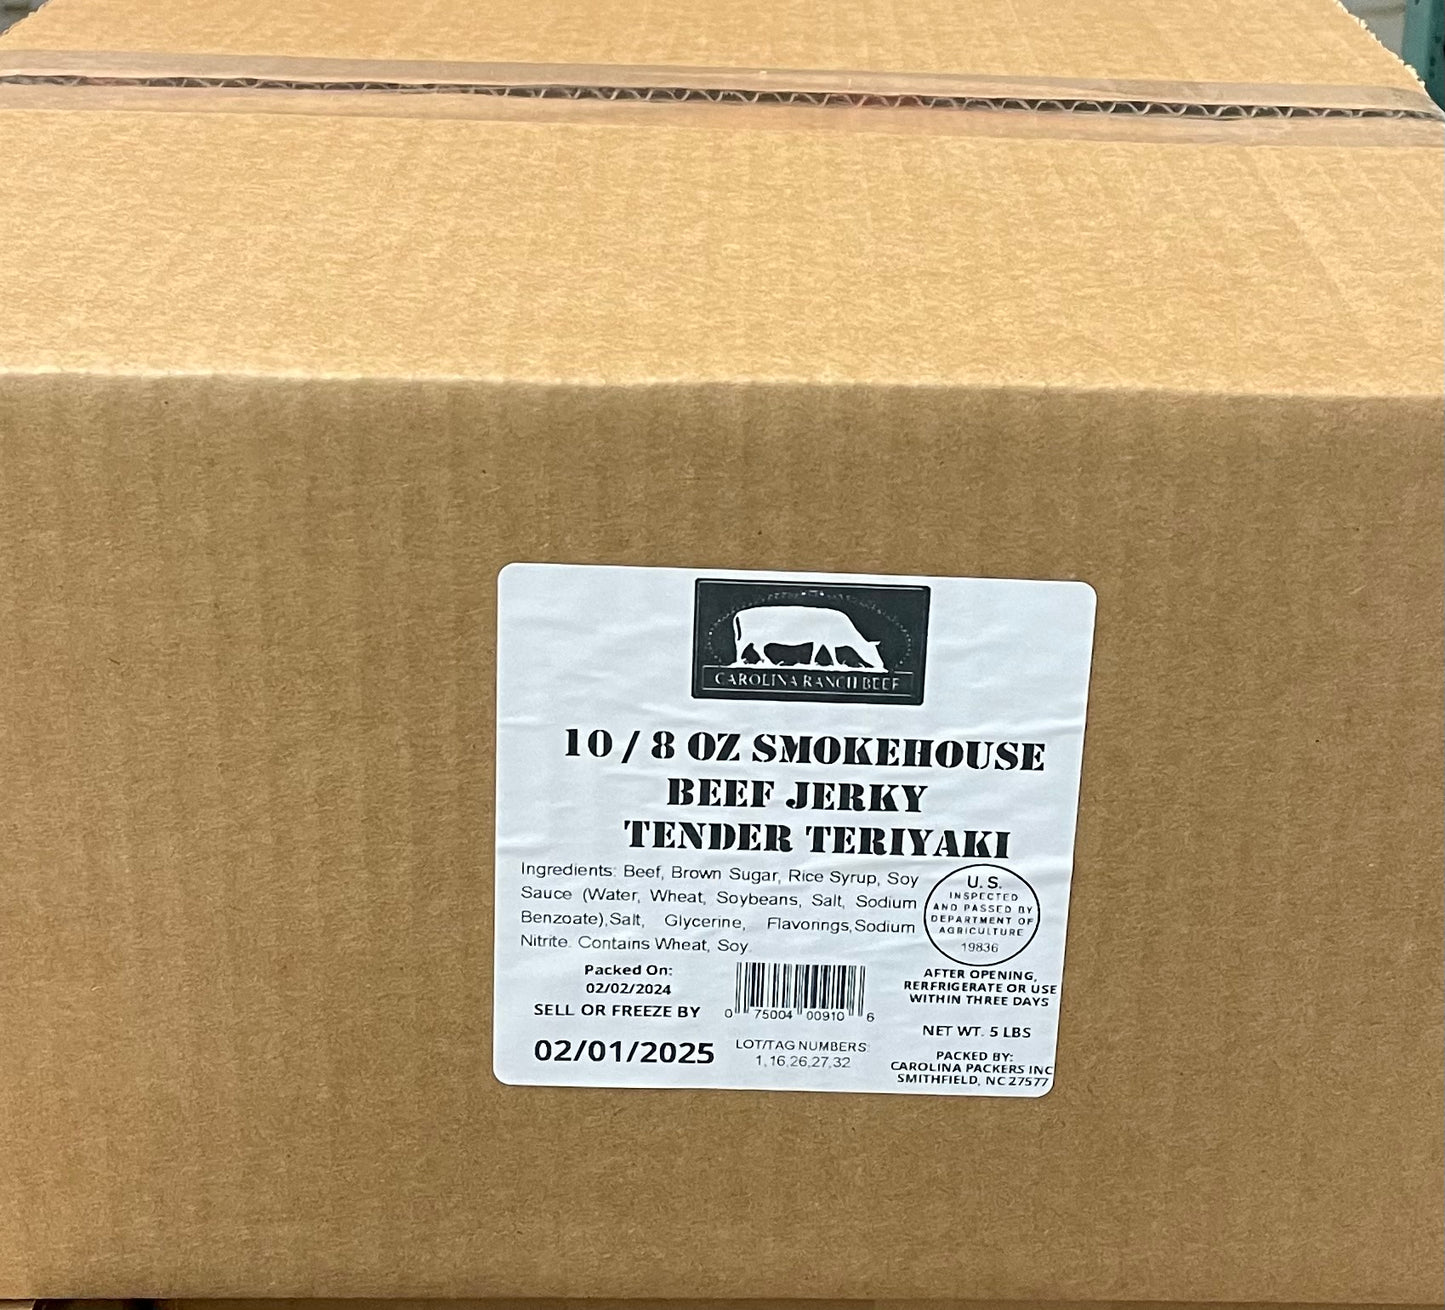 CAROLINA RANCH BEEF
10 / 8 OZ SMOKEHOUSE
BEEF JERKY
TENDER TERIYAKI
Ingredients: Beef, Brown Sugar, Rice Syrup, Soy
Sauce (Water, Wheat, Soybeans, Salt, Sodium
Benzoate),Salt, Glycerine, Flavorings,Sodium
Nitrite. Contains Wheat, Soy.
U.S.
INSPECTED
AND PASSED BY
DEPARTMENT OF
AGRICULTURE
19836
Packed On:
02/02/2024
SELL OR FREEZE BY
02/01/2025
0 75004 00910 6
LOT/TAG NUMBERS:
1,16,26,27,32
AFTER OPENING,
RERFRIGERATE OR USE
WITHIN THREE DAYS
NET WT. 5 LBS
PACKED BY:
CAROLINA PACKERS INC
SMITHFIELD, NC 27577